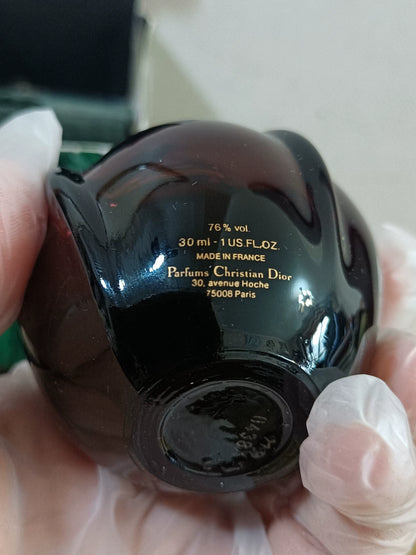 76% vol.
30 ml - 1 US.FL.OZ.
MADE IN FRANCE
Parfums Christian Dior
30, avenue Hoche
75008 Paris